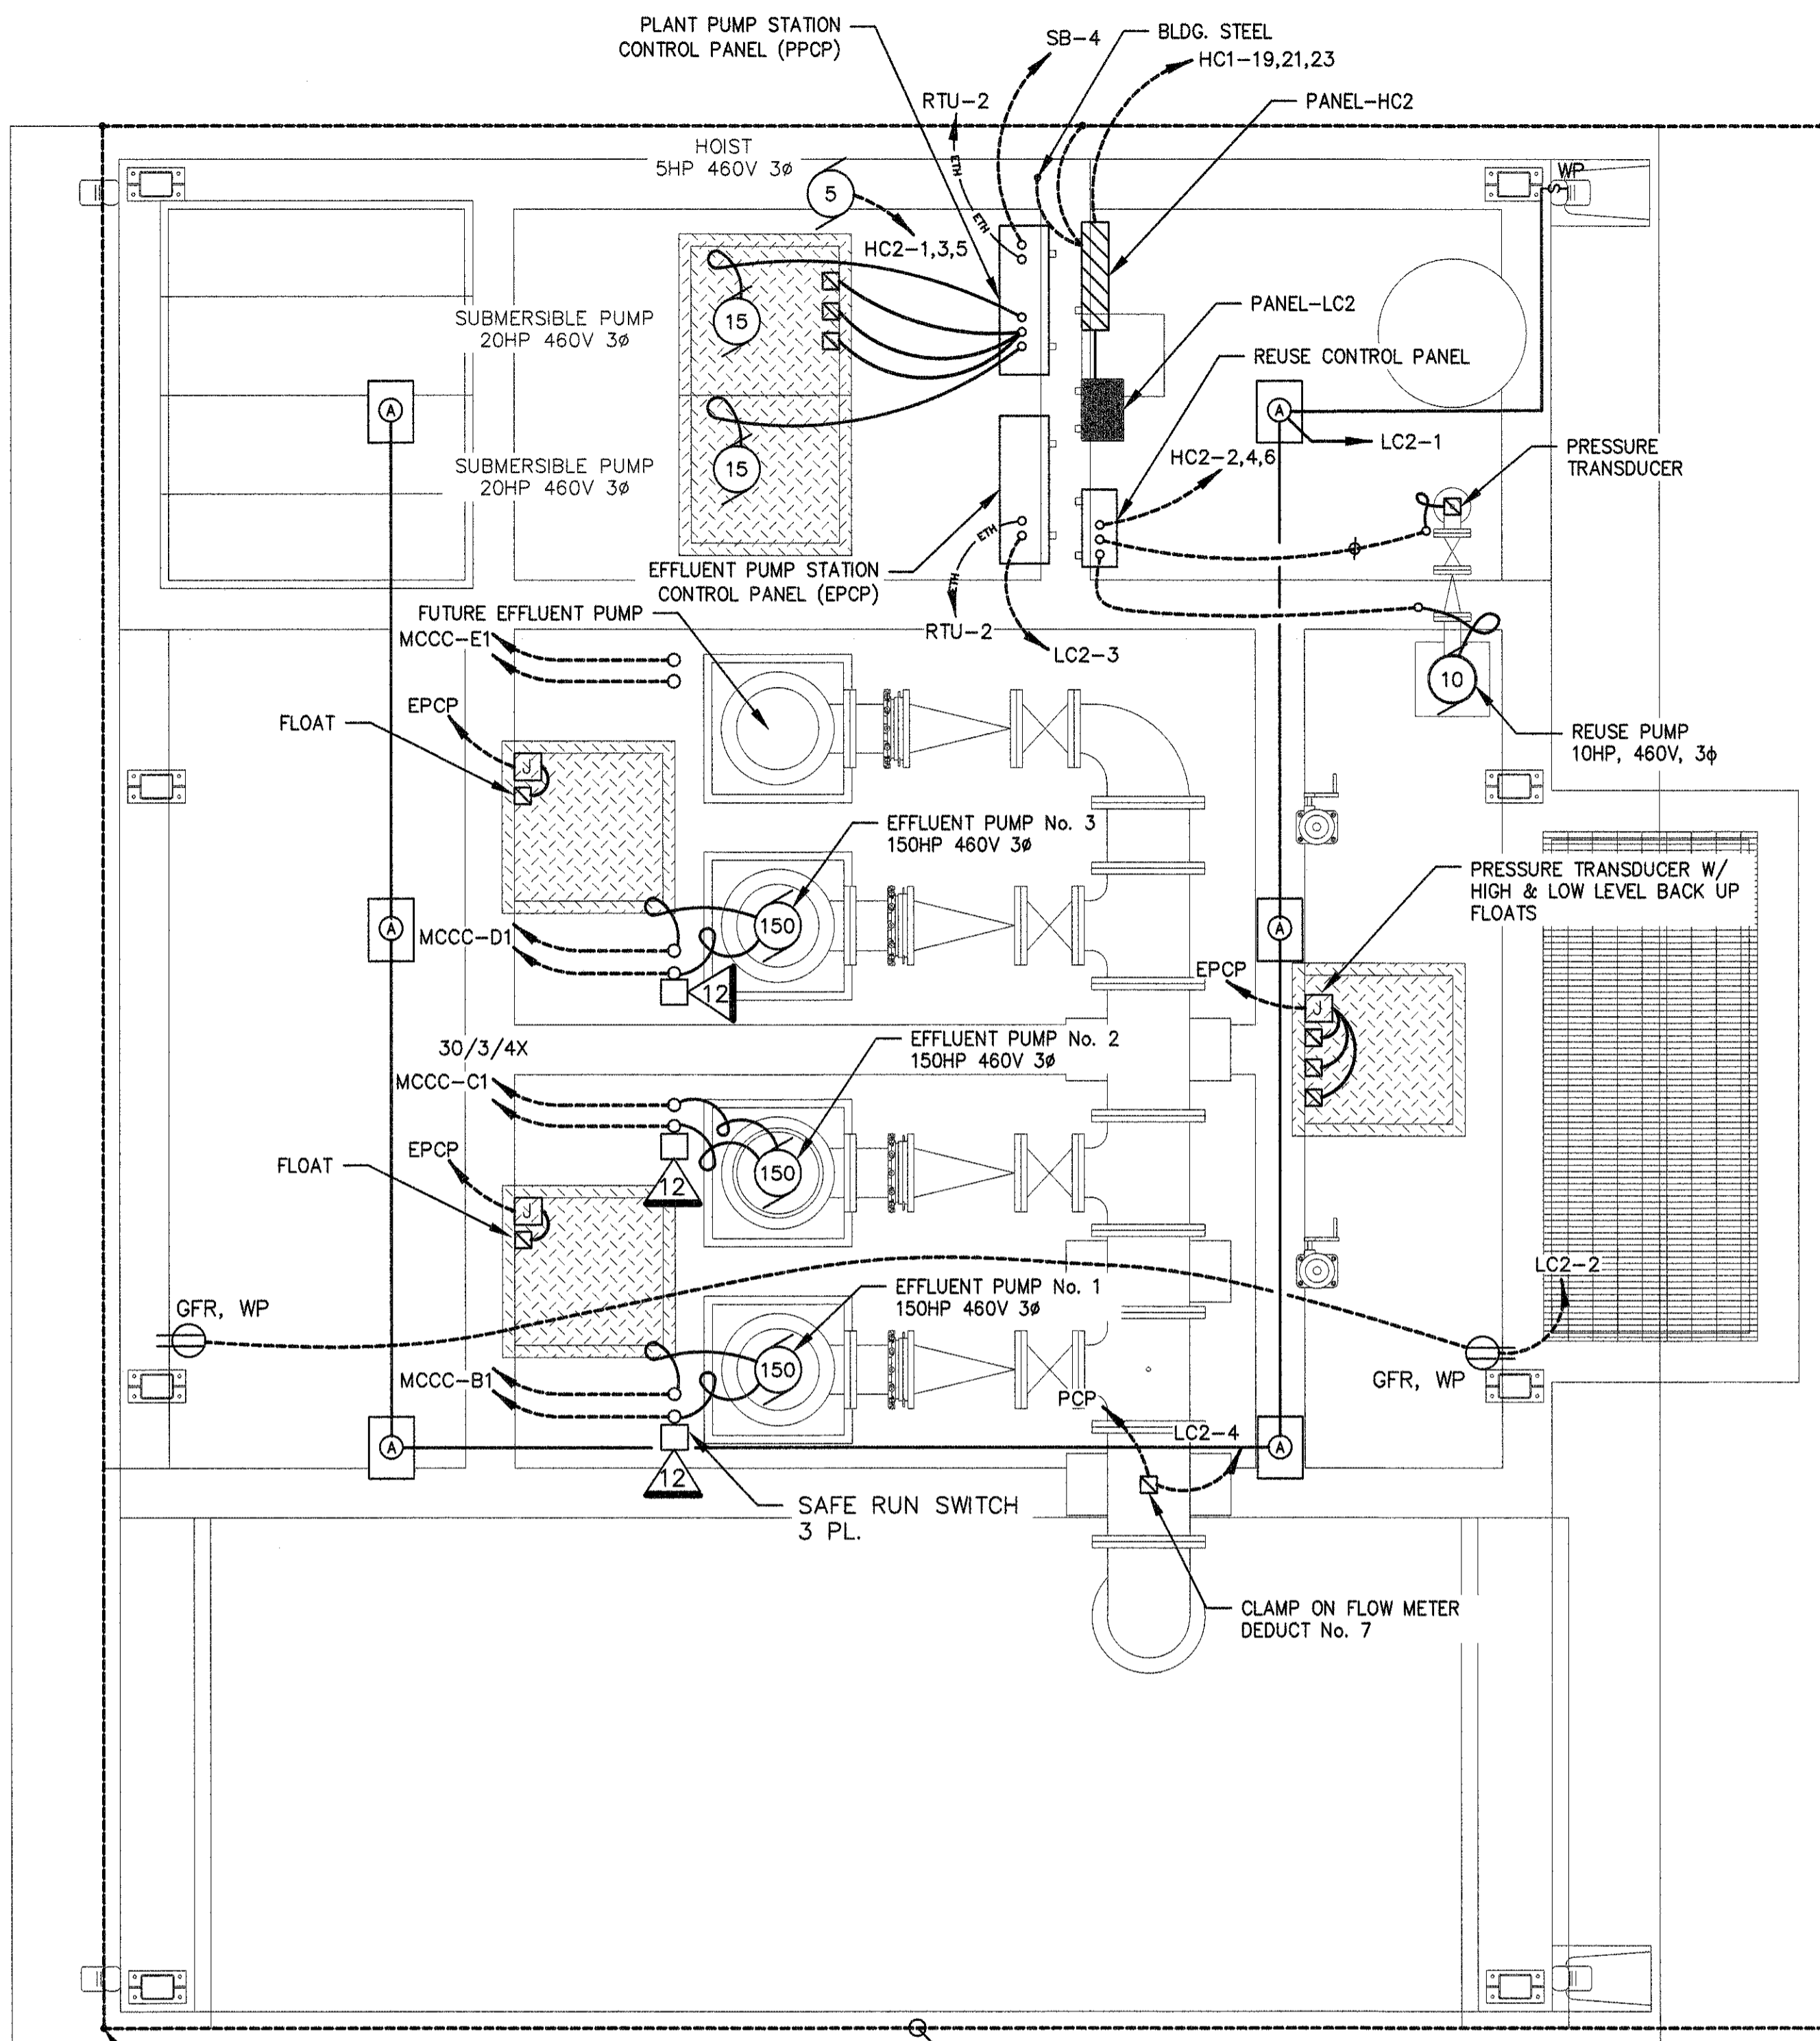 PLANT PUMP STATION
CONTROL PANEL (PPCP)
SB-4
BLDG. STEEL
HC1-19,21,23
RTU-2
PANEL-HC2
HOIST
5HP 460V 3ø
5
ETH
ETH
WP
S
HC2-1,3,5
SUBMERSIBLE PUMP
20HP 460V 3ø
15
PANEL-LC2
REUSE CONTROL PANEL
A
A
LC2-1
PRESSURE
TRANSDUCER
HC2-2,4,6
SUBMERSIBLE PUMP
20HP 460V 3ø
15
ETH
ETH
EFFLUENT PUMP STATION
CONTROL PANEL (EPCP)
FUTURE EFFLUENT PUMP
RTU-2
LC2-3
MCCC-E1
10
REUSE PUMP
10HP, 460V, 3ϕ
EPCP
FLOAT
J
EFFLUENT PUMP No. 3
150HP 460V 3ø
150
PRESSURE TRANSDUCER W/
HIGH & LOW LEVEL BACK UP
FLOATS
A
A
MCCC-D1
12
EPCP
J
30/3/4X
EFFLUENT PUMP No. 2
150HP 460V 3ø
MCCC-C1
EPCP
FLOAT
J
12
150
LC2-2
GFR, WP
EFFLUENT PUMP No. 1
150HP 460V 3ø
150
GFR, WP
MCCC-B1
PCP
LC2-4
A
A
12
SAFE RUN SWITCH
3 PL.
CLAMP ON FLOW METER
DEDUCT No. 7